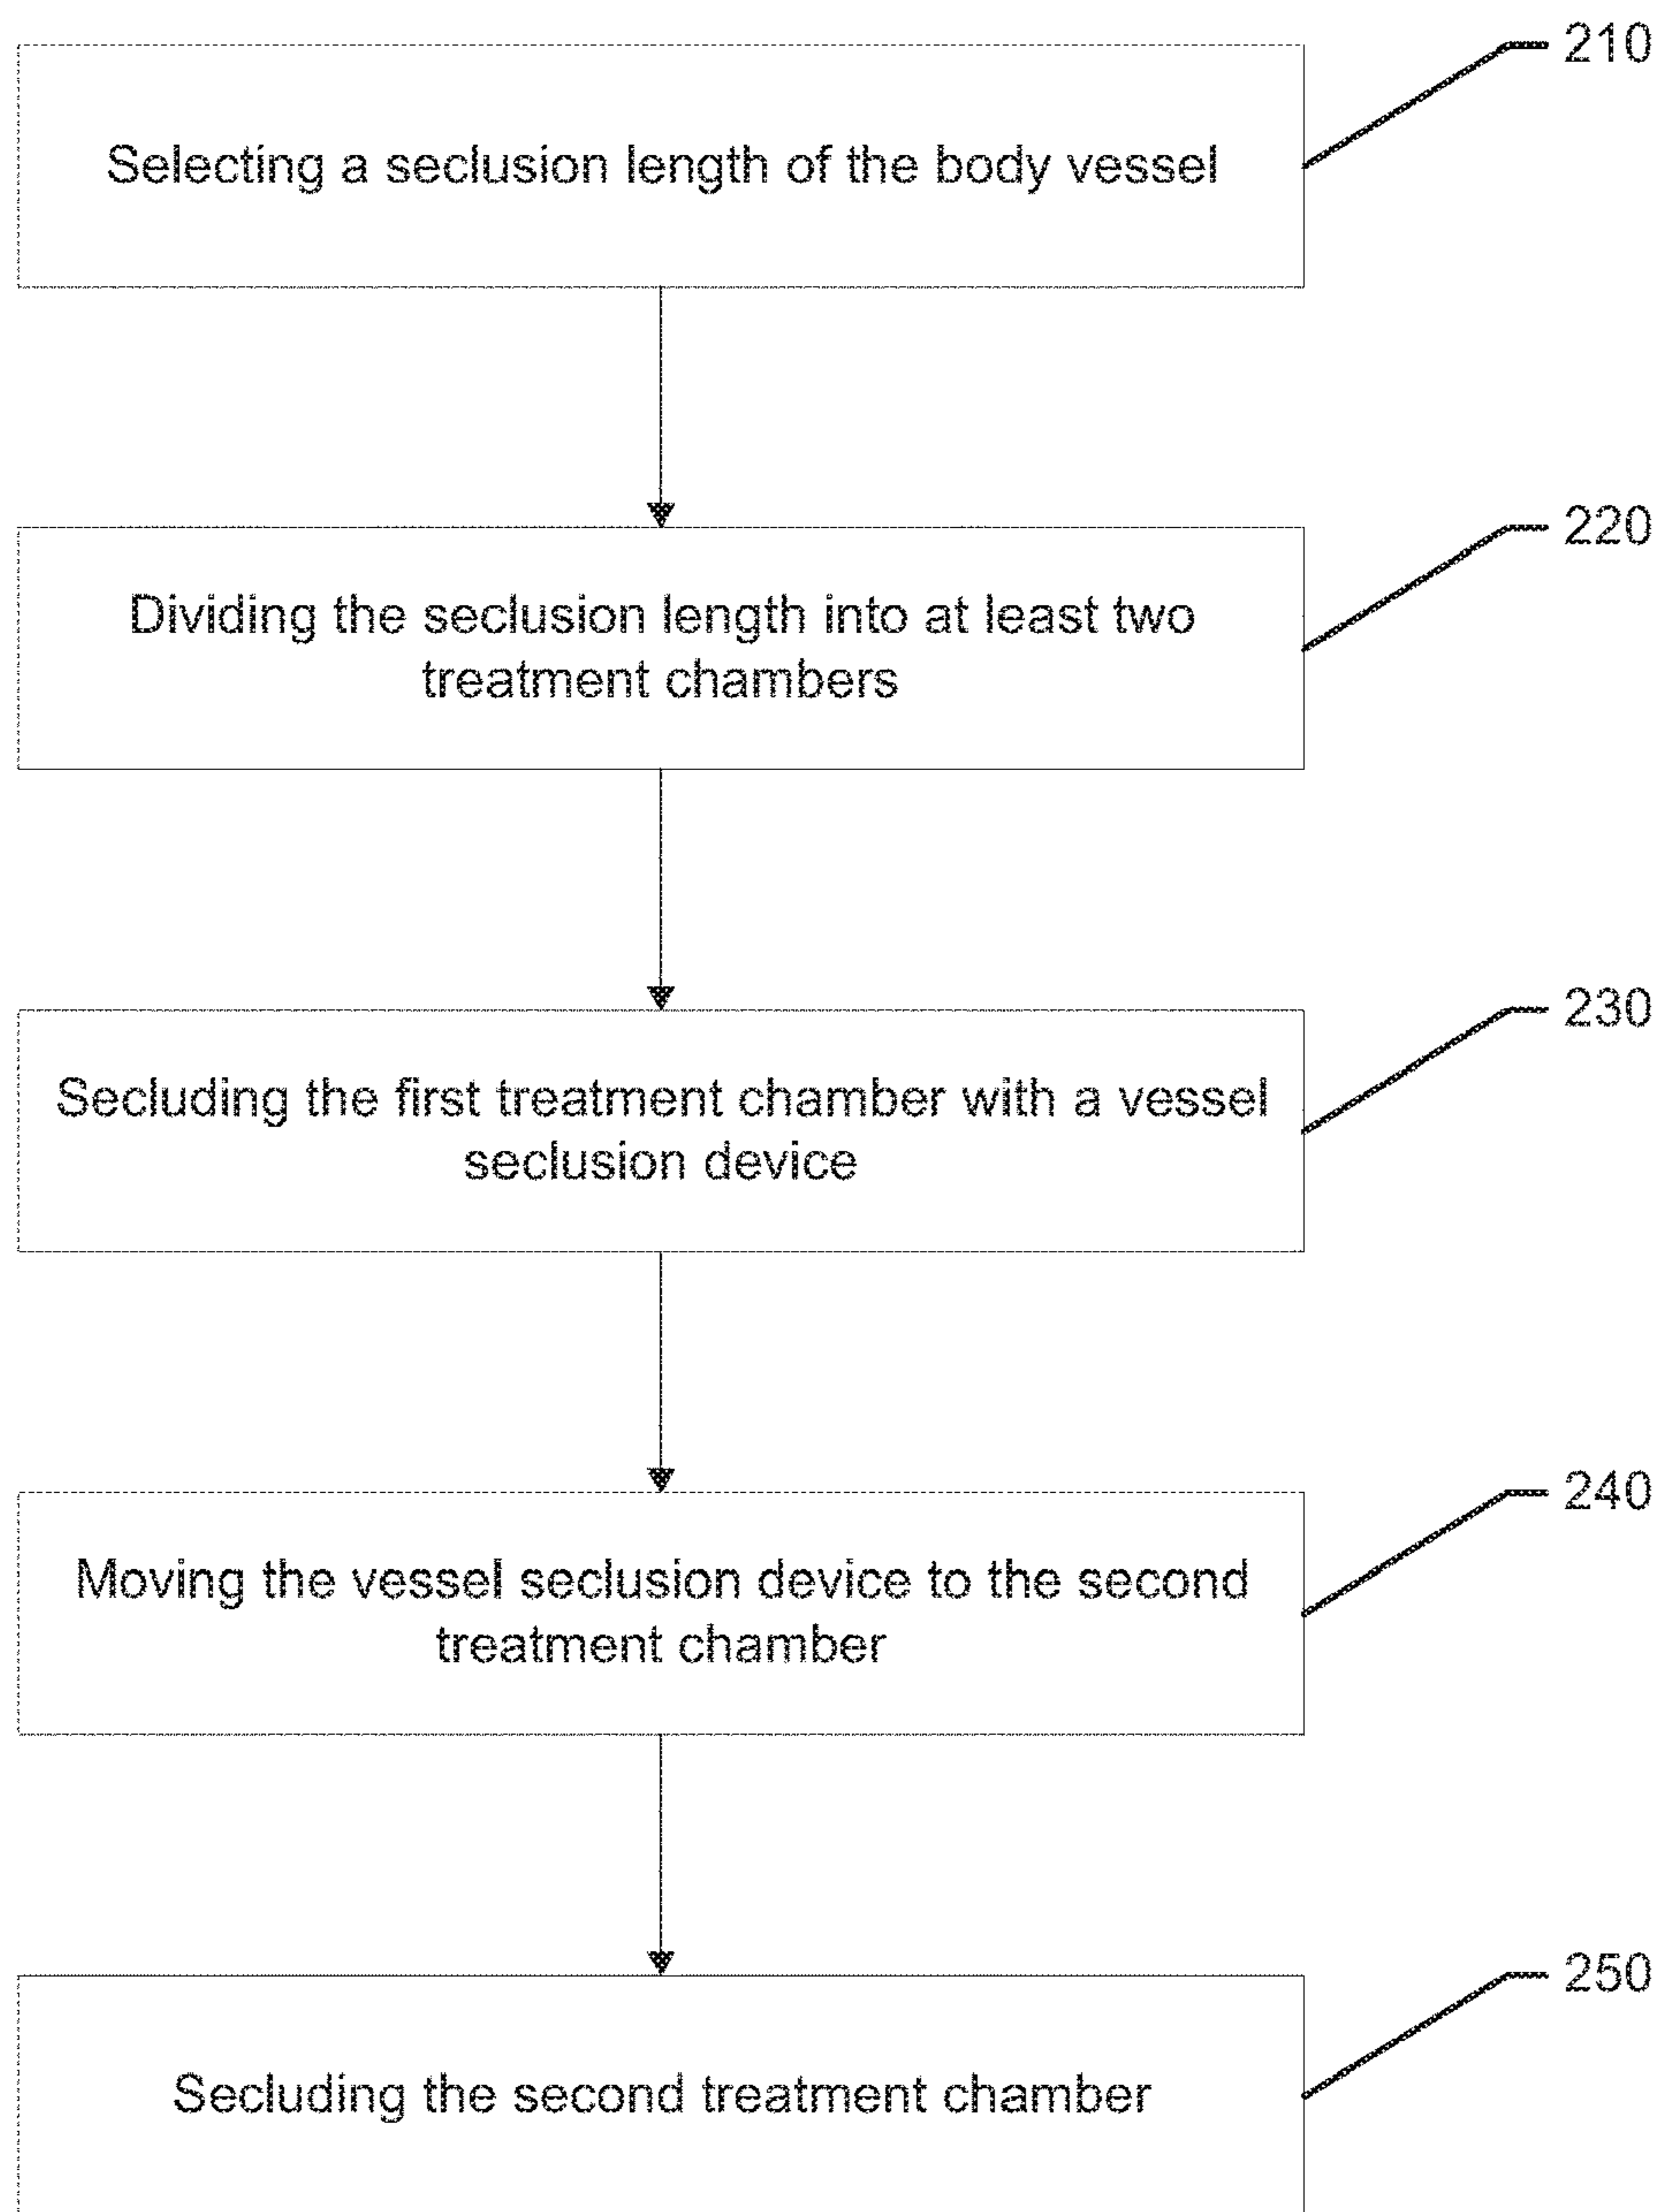 210
Selecting a seclusion length of the body vessel
220
Dividing the seclusion length into at least two
treatment chambers
230
Secluding the first treatment chamber with a vessel
seclusion device
240
Moving the vessel seclusion device to the second
treatment chamber
250
Secluding the second treatment chamber